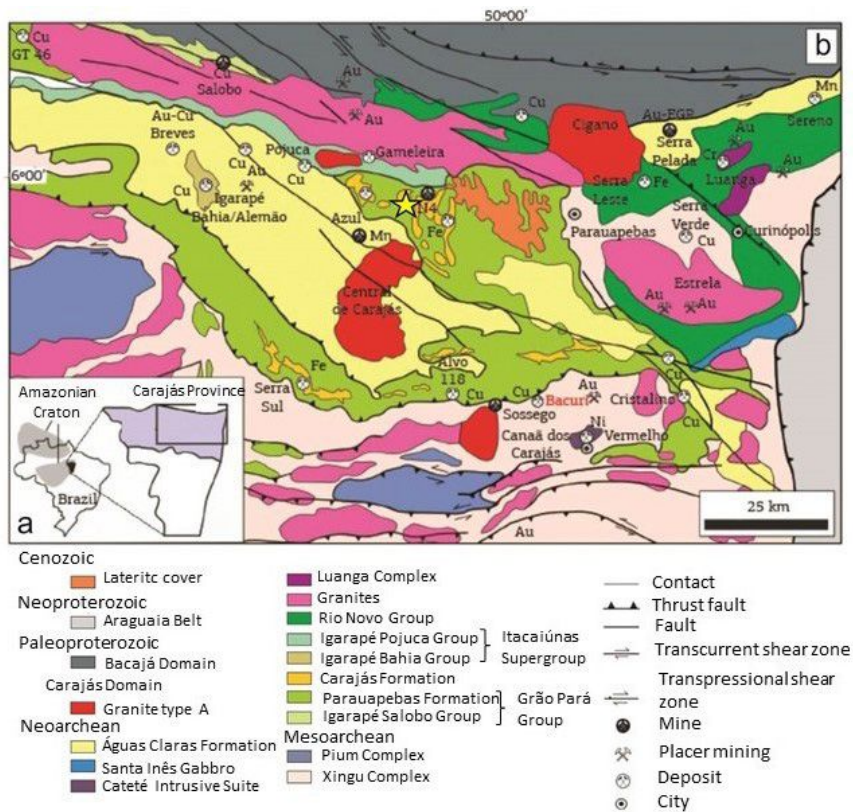 50º00'
b
Cu
GT 46
Cu
Salobo
Au
Au
Cu
Cigano
Au-EGP
Serra
Pelada
Mn
Sereno
Au
Cr
Luanga
Au
Au-Cu
Breves
Cu
Au
Pojuca
Cu
Gameleira
6º00'
Cu
Igarapé
Bahia/Alemão
N4
Fe
Azul
Mn
Serra
Leste
Fe
Parauapebas
Serra
Verde
Cu
Curinópolis
Estrela
Au
Au
Central
de Carajás
Fe
Serra
Sul
Alvo
118
Cu
Cu
Sossego
Bacuri
Au
Cristalino
Cu
Cu
Ni
Canaã dos
Carajás
Vermelho
Au
Amazonian
Craton
Carajás Province
Brazil
a
25 km
Cenozoic
Lateritc cover
Neoproterozoic
Araguaia Belt
Paleoproterozoic
Bacajá Domain
Carajás Domain
Granite type A
Neoarchean
Águas Claras Formation
Santa Inês Gabbro
Cateté Intrusive Suite
Luanga Complex
Granites
Rio Novo Group
Igarapé Pojuca Group
Igarapé Bahia Group
Itacaiúnas
Supergroup
Carajás Formation
Parauapebas Formation
Igarapé Salobo Group
Grão Pará
Group
Mesoarchean
Pium Complex
Xingu Complex
Contact
Thrust fault
Fault
Transcurrent shear zone
Transpressional shear
zone
Mine
Placer mining
Deposit
City